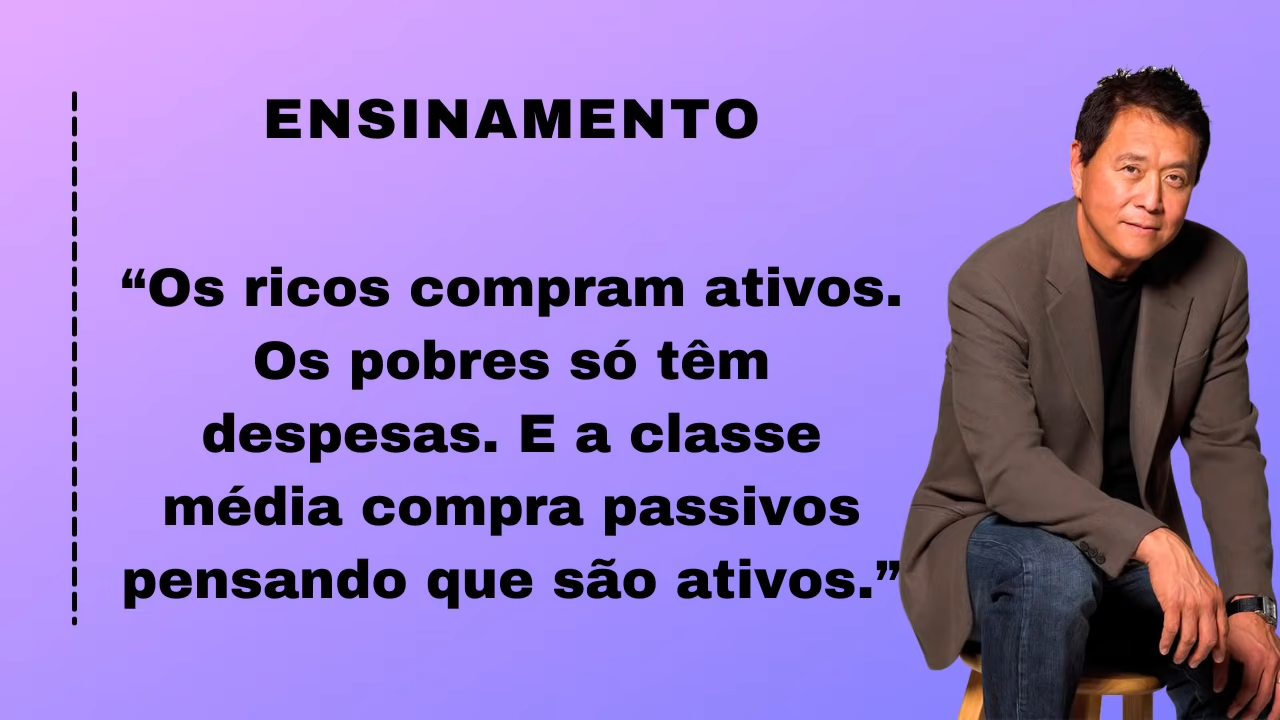 ENSINAMENTO
“Os ricos compram ativos.
Os pobres só têm
despesas. E a classe
média compra passivos
pensando que são ativos.”